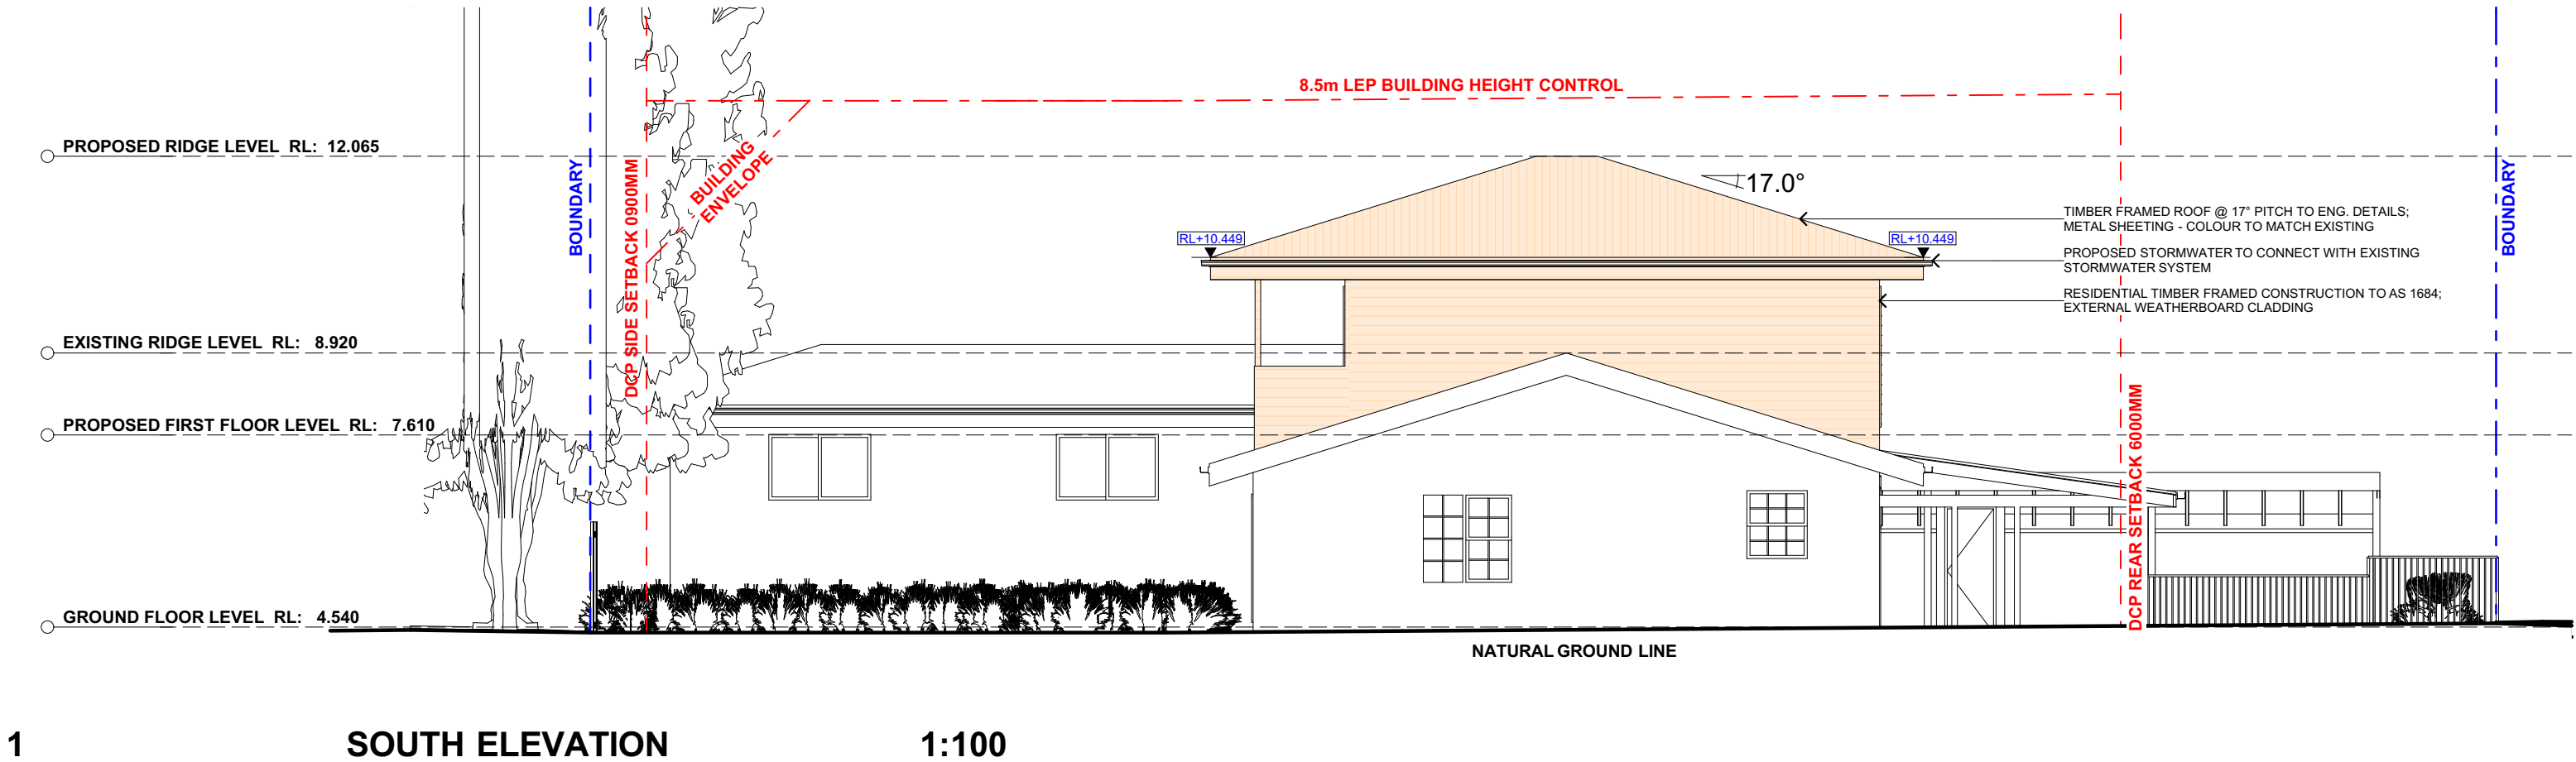 8.5m LEP BUILDING HEIGHT CONTROL
PROPOSED RIDGE LEVEL  RL:  12.065
BOUNDARY
DCP SIDE SETBACK 0900MM
BUILDING
ENVELOPE
17.0°
BOUNDARY
TIMBER FRAMED ROOF @ 17° PITCH TO ENG. DETAILS;
METAL SHEETING - COLOUR TO MATCH EXISTING
RL+10.449
RL+10.449
PROPOSED STORMWATER TO CONNECT WITH EXISTING
STORMWATER SYSTEM
RESIDENTIAL TIMBER FRAMED CONSTRUCTION TO AS 1684;
EXTERNAL WEATHERBOARD CLADDING
EXISTING RIDGE LEVEL  RL:   8.920
PROPOSED FIRST FLOOR LEVEL  RL:   7.610
DCP REAR SETBACK 6000MM
GROUND FLOOR LEVEL  RL:   4.540
NATURAL GROUND LINE
1
SOUTH ELEVATION
1:100